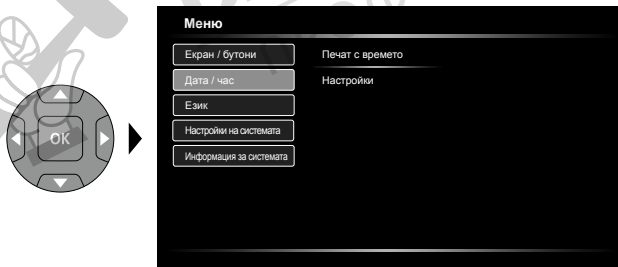 Меню
Екран / бутони
Печат с времето
Дата / час
Настройки
Език
OK
Настройки на системата
Информация за системата